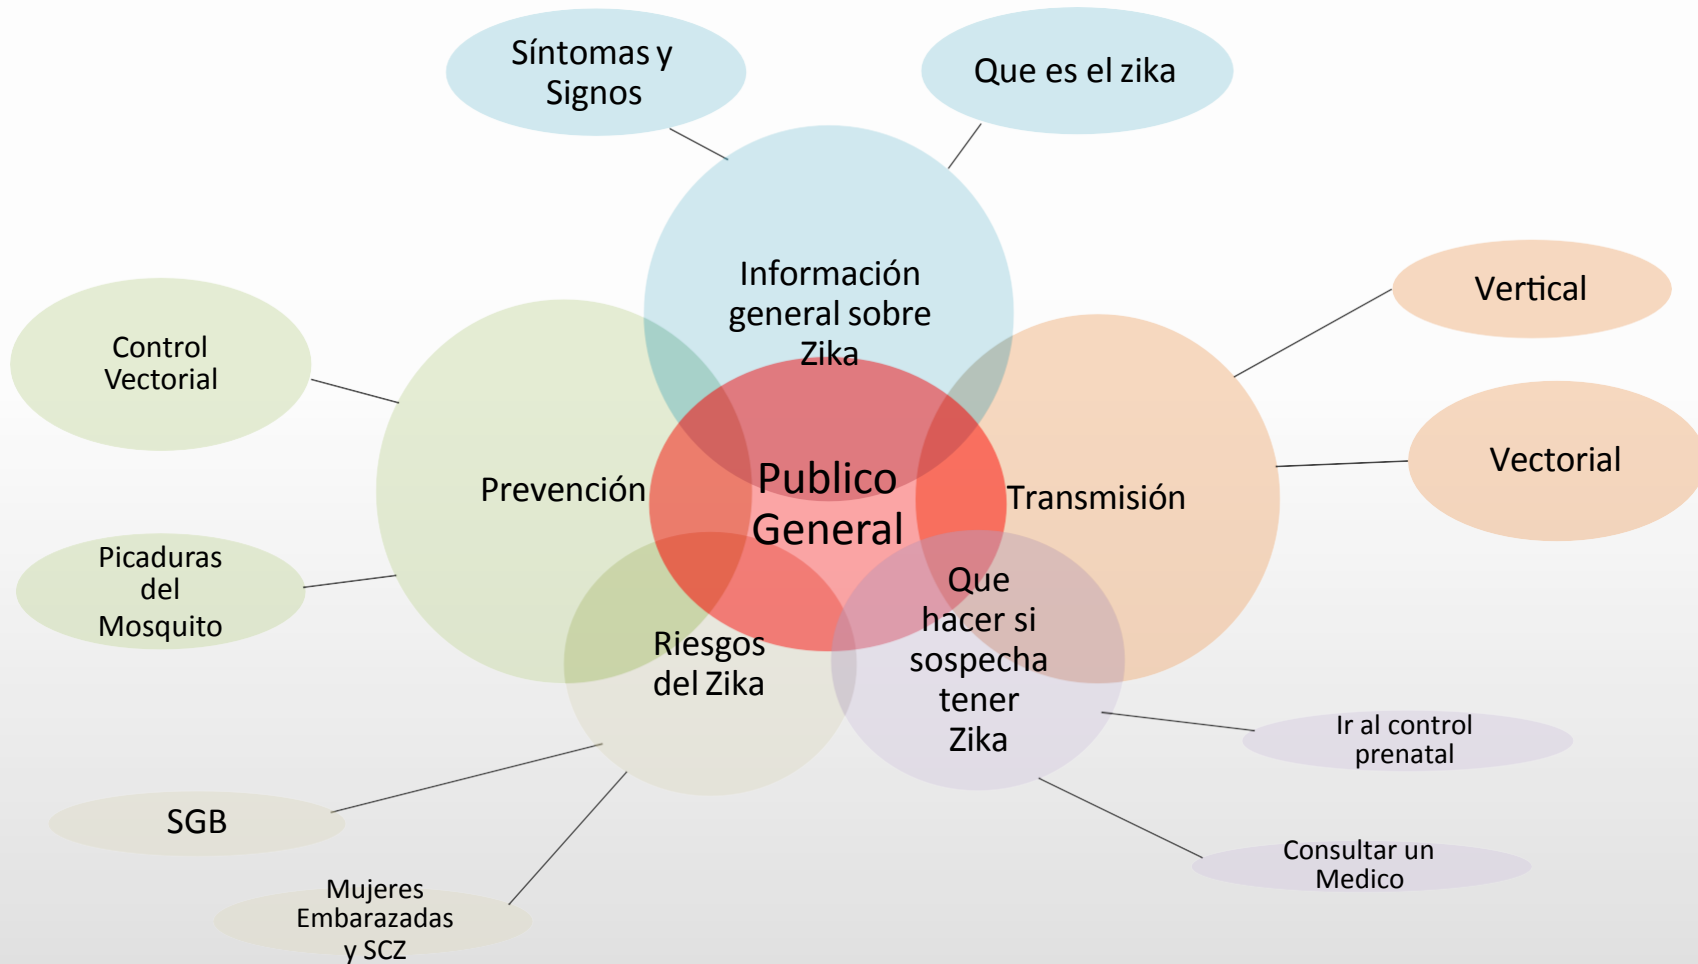 Síntomas y
Signos
Que es el zika
Información
general sobre
Zika
Vertical
Control
Vectorial
Vectorial
Prevención
Publico
General
Transmisión
Picaduras
del
Mosquito
Riesgos
del Zika
Que
hacer si
sospecha
tener
Zika
Ir al control
prenatal
SGB
Consultar un
Medico
Mujeres
Embarazadas
y SCZ